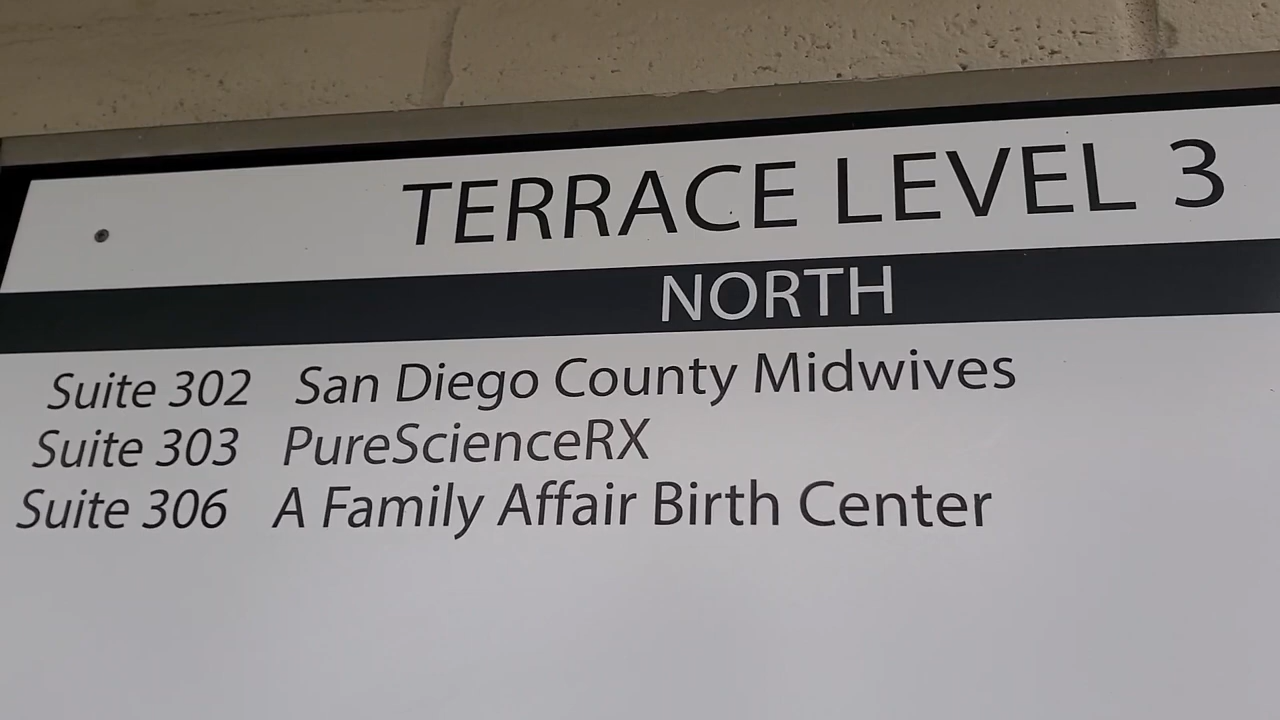 TERRACE LEVEL 3
NORTH
Suite 302 San Diego County Midwives
Suite 303 PureScienceRX
Suite 306 A Family Affair Birth Center